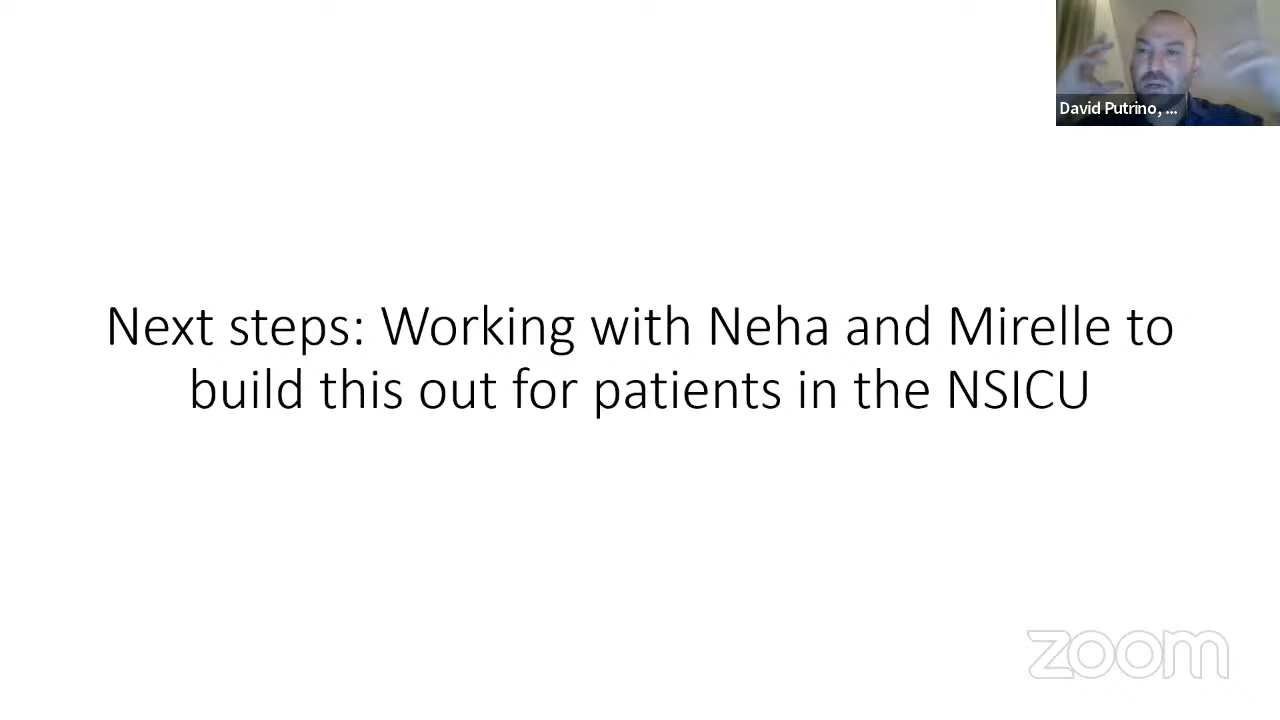 David Putrino, ...
Next steps: Working with Neha and Mirelle to
build this out for patients in the NSICU
zoom